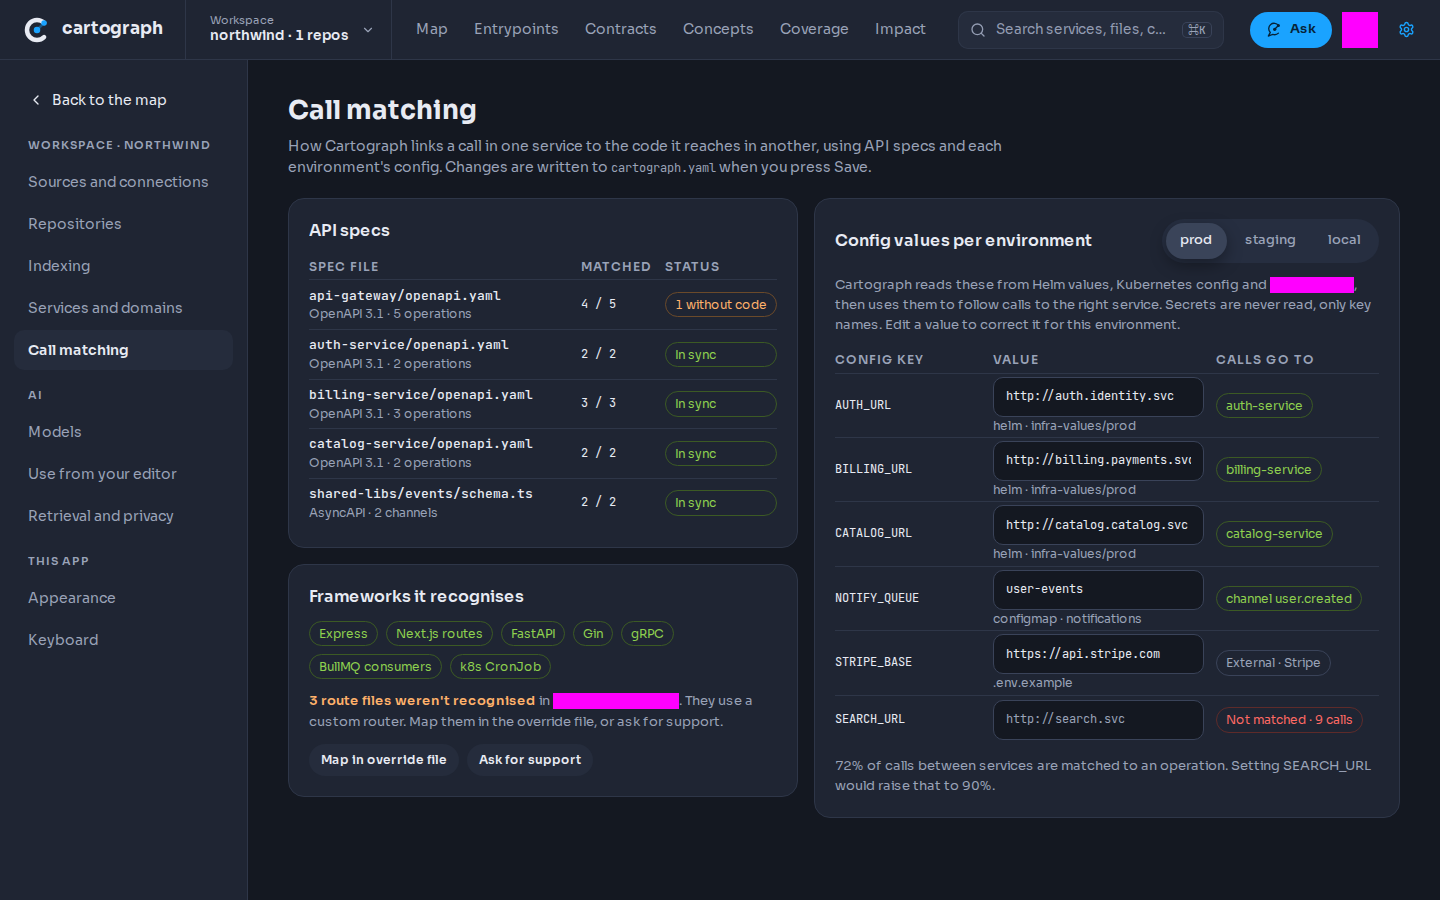 cartograph
Workspace
northwind · 1 repos
Map
Entrypoints
Contracts
Concepts
Coverage
Impact
Search services, files, c...
⌘K
Ask
Back to the map
WORKSPACE · NORTHWIND
Sources and connections
Repositories
Indexing
Services and domains
Call matching
AI
Models
Use from your editor
Retrieval and privacy
THIS APP
Appearance
Keyboard
Call matching
How Cartograph links a call in one service to the code it reaches in another, using API specs and each
environment's config. Changes are written to cartograph.yaml when you press Save.
API specs
SPEC FILE MATCHED STATUS
api-gateway/openapi.yaml
OpenAPI 3.1 · 5 operations
4 / 5
1 without code
auth-service/openapi.yaml
OpenAPI 3.1 · 2 operations
2 / 2
In sync
billing-service/openapi.yaml
OpenAPI 3.1 · 3 operations
3 / 3
In sync
catalog-service/openapi.yaml
OpenAPI 3.1 · 2 operations
2 / 2
In sync
shared-libs/events/schema.ts
AsyncAPI · 2 channels
2 / 2
In sync
Frameworks it recognises
Express
Next.js routes
FastAPI
Gin
gRPC
BullMQ consumers
k8s CronJob
3 route files weren't recognised in . They use a
custom router. Map them in the override file, or ask for support.
Map in override file
Ask for support
Config values per environment
prod
staging
local
Cartograph reads these from Helm values, Kubernetes config and ,
then uses them to follow calls to the right service. Secrets are never read, only key
names. Edit a value to correct it for this environment.
CONFIG KEY VALUE CALLS GO TO
AUTH_URL
http://auth.identity.svc
helm · infra-values/prod
auth-service
BILLING_URL
http://billing.payments.svc
helm · infra-values/prod
billing-service
CATALOG_URL
http://catalog.catalog.svc
helm · infra-values/prod
catalog-service
NOTIFY_QUEUE
user-events
configmap · notifications
channel user.created
STRIPE_BASE
https://api.stripe.com
.env.example
External · Stripe
SEARCH_URL
http://search.svc
Not matched · 9 calls
72% of calls between services are matched to an operation. Setting SEARCH_URL
would raise that to 90%.